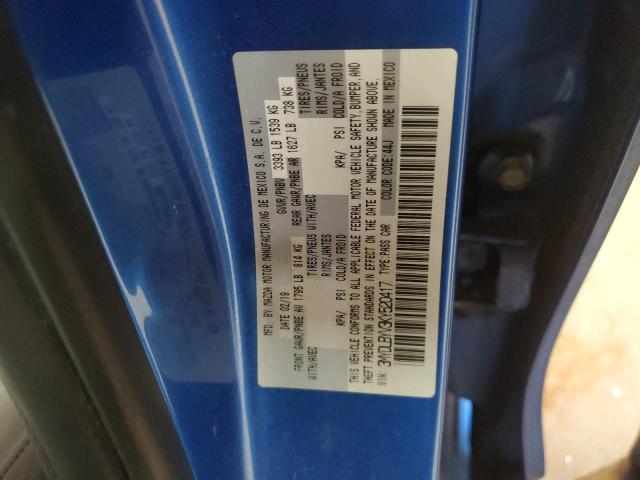 MFD. BY MAZDA MOTOR MANUFACTURING DE MEXICO S.A. DE C.V.
DATE 02/19 GVWR/PNBV 3393 LB 1539 KG
FRONT GAWR/PNBE AV 1795 LB 814 KG REAR GAWR/PNBE AR 1627 LB 738 KG
WITH/AVEC TIRES/PNEUS WITH/AVEC TIRES/PNEUS
RIMS/JANTES RIMS/JANTES
KPA/ PSI COLD/A FROID KPA/ PSI COLD/A FROID
THIS VEHICLE CONFORMS TO ALL APPLICABLE FEDERAL MOTOR VEHICLE SAFETY, BUMPER, AND
THEFT PREVENTION STANDARDS IN EFFECT ON THE DATE OF MANUFACTURE SHOWN ABOVE.
VIN: 3MVDLBYV3KY520417 TYPE:PASS CAR COLOR CODE:44J MADE IN MEXICO